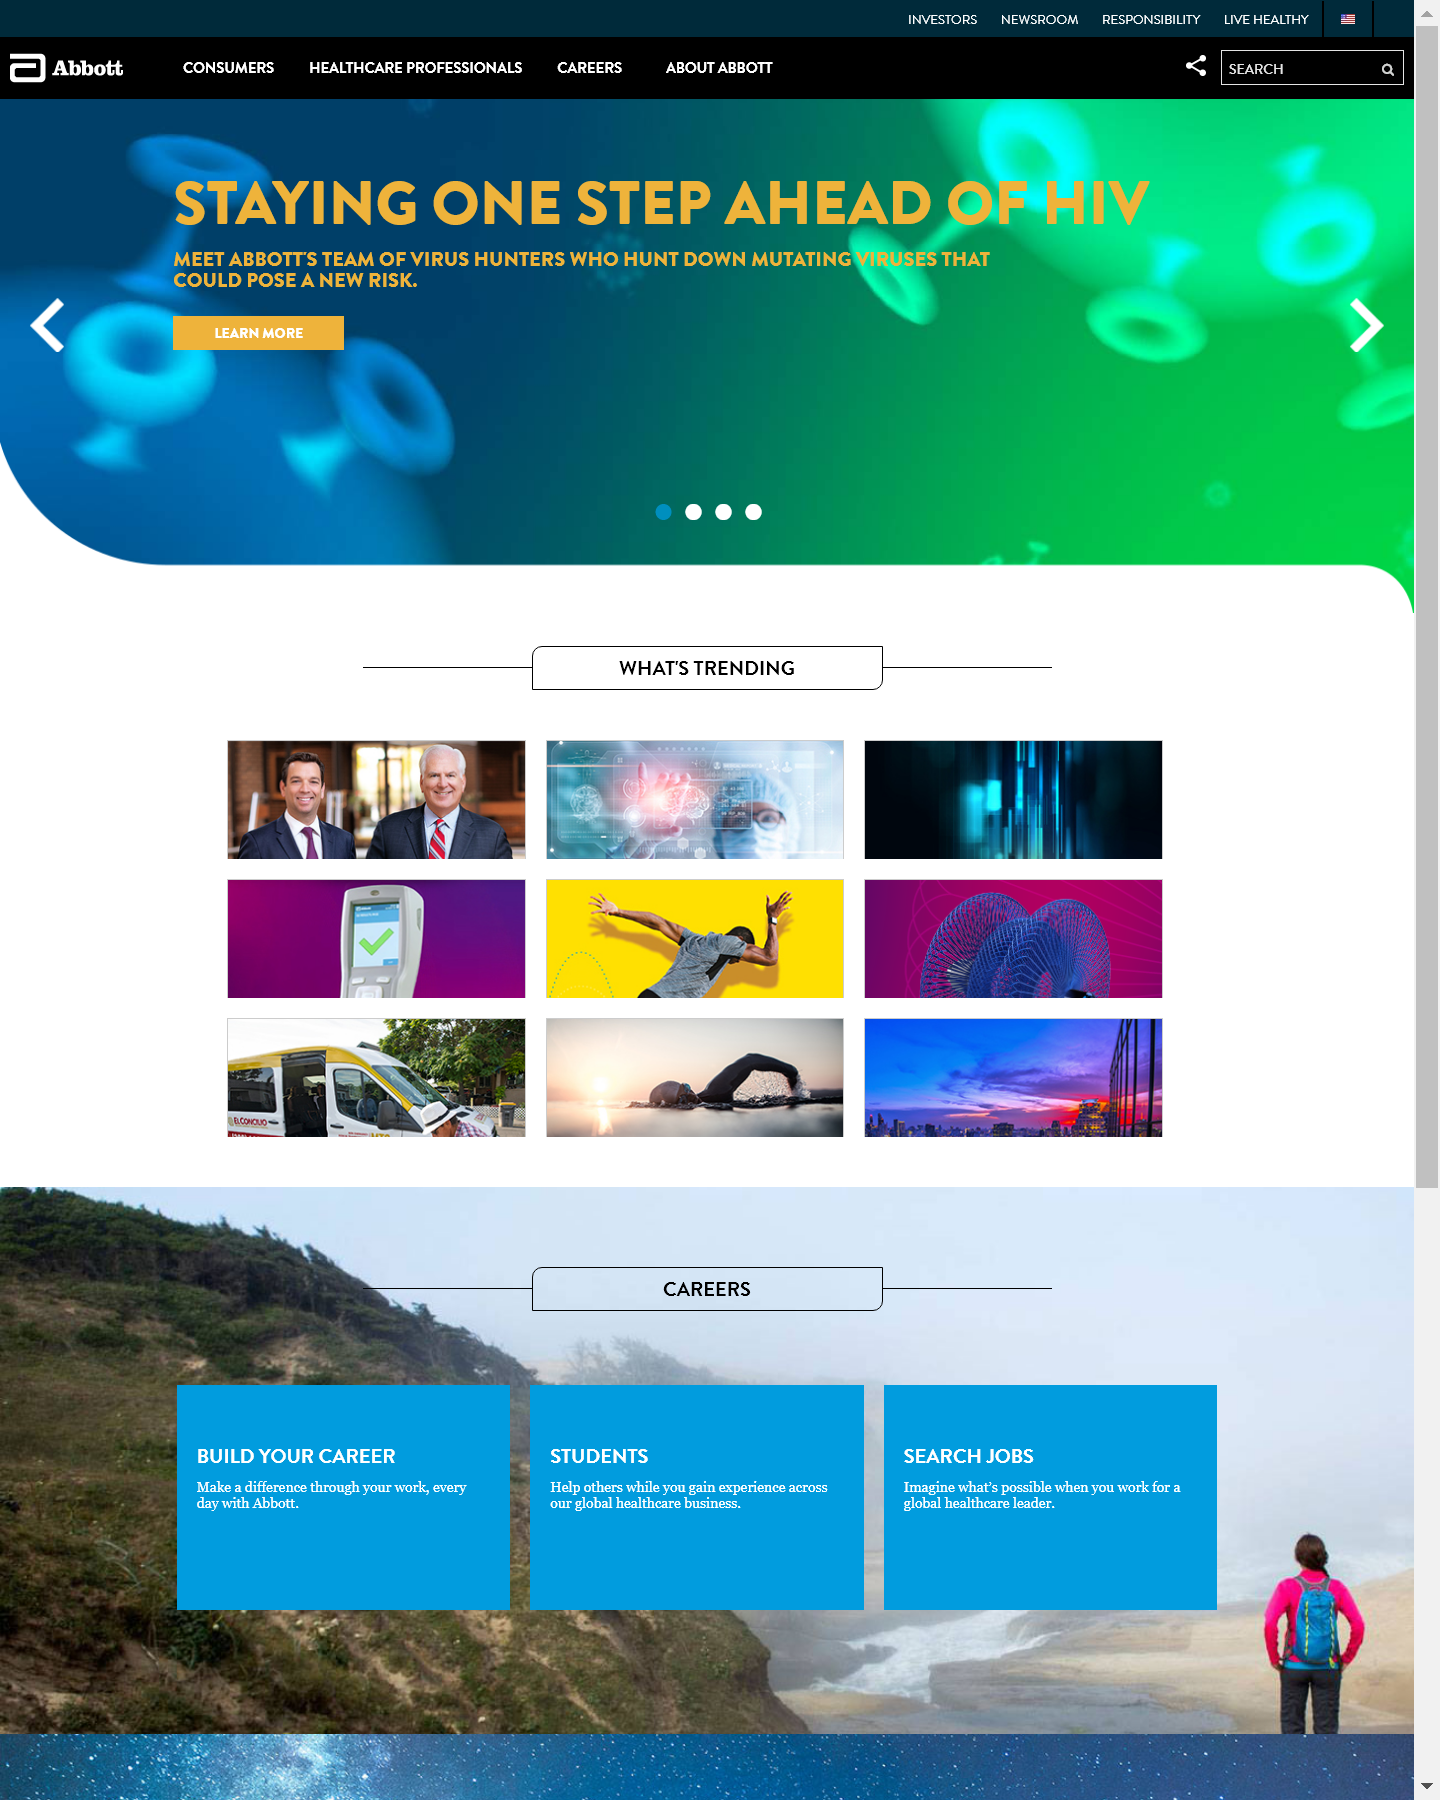 INVESTORS NEWSROOM RESPONSIBILITY LIVE HEALTHY
Abbott CONSUMERS HEALTHCARE PROFESSIONALS CAREERS ABOUT ABBOTT SEARCH
STAYING ONE STEP AHEAD OF HIV
MEET ABBOTT'S TEAM OF VIRUS HUNTERS WHO HUNT DOWN MUTATING VIRUSES THAT
COULD POSE A NEW RISK.
LEARN MORE
WHAT'S TRENDING
EL CONCILIO
CAREERS
BUILD YOUR CAREER
Make a difference through your work, every
day with Abbott.
STUDENTS
Help others while you gain experience across
our global healthcare business.
SEARCH JOBS
Imagine what's possible when you work for a
global healthcare leader.